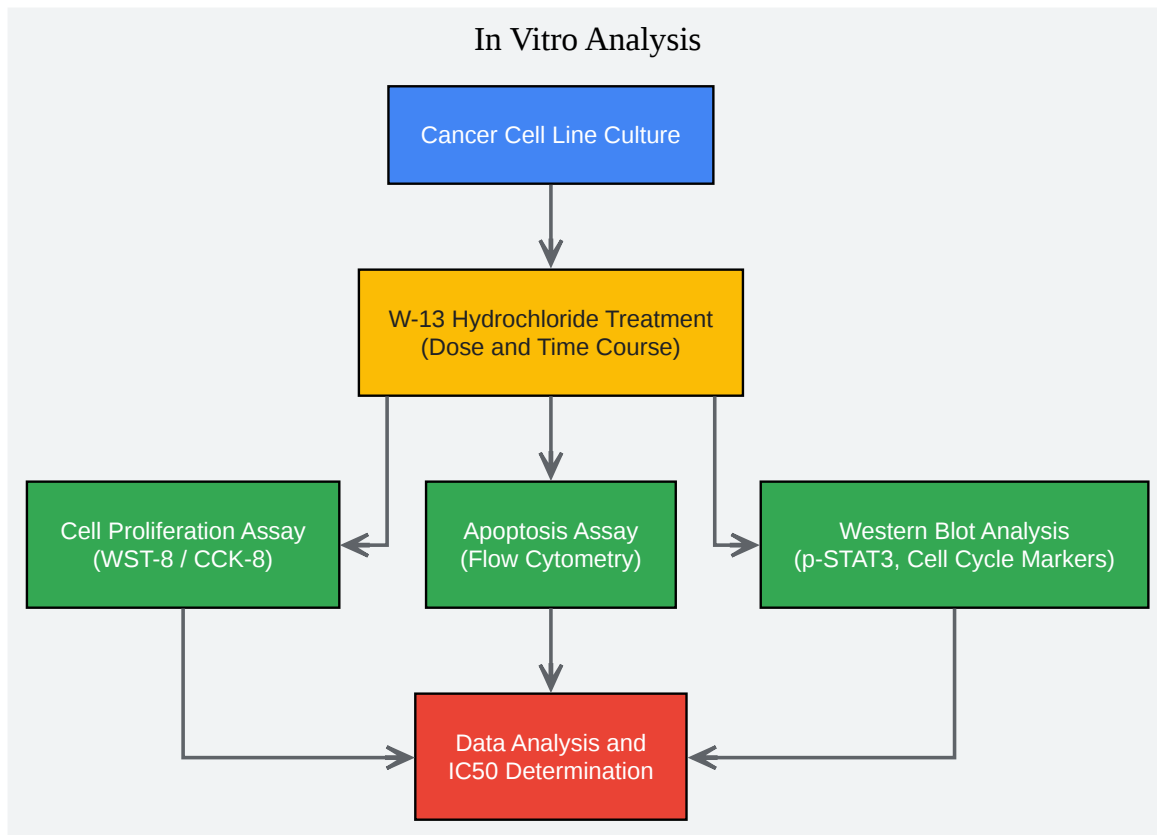 In Vitro Analysis
Cancer Cell Line Culture
W-13 Hydrochloride Treatment
(Dose and Time Course)
Cell Proliferation Assay
(WST-8 / CCK-8)
Apoptosis Assay
(Flow Cytometry)
Western Blot Analysis
(p-STAT3, Cell Cycle Markers)
Data Analysis and
IC50 Determination